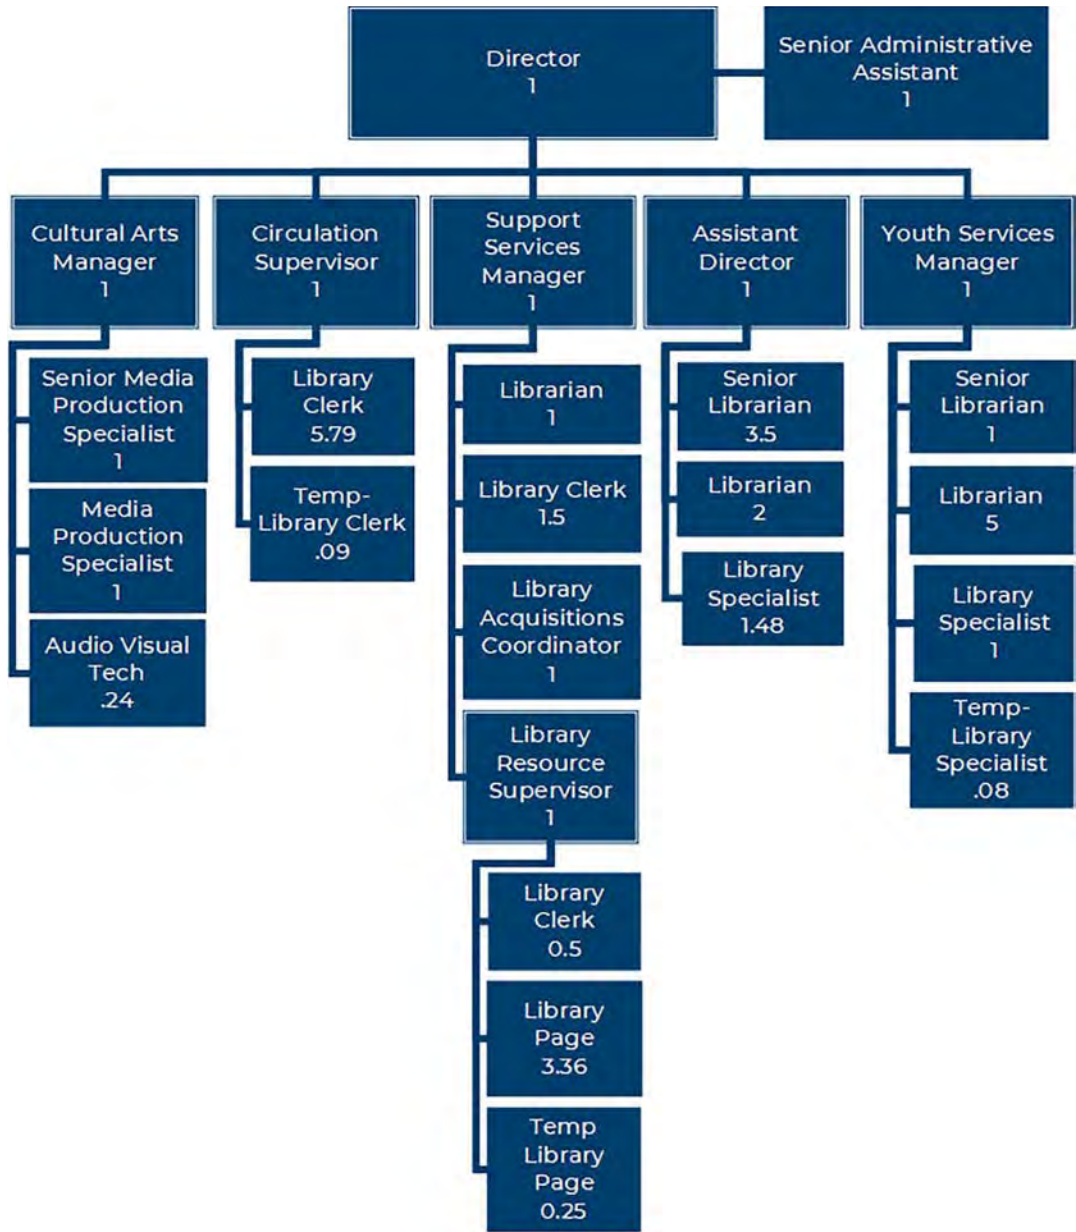 Director
1
Senior Administrative
Assistant
1
Cultural Arts
Manager
1
Circulation
Supervisor
1
Support
Services
Manager
1
Assistant
Director
1
Youth Services
Manager
1
Senior Media
Production
Specialist
1
Media
Production
Specialist
1
Audio Visual
Tech
.24
Library
Clerk
5.79
Temp-
Library Clerk
.09
Librarian
1
Library Clerk
1.5
Library
Acquisitions
Coordinator
1
Library
Resource
Supervisor
1
Library
Clerk
0.5
Library
Page
3.36
Temp
Library
Page
0.25
Senior
Librarian
3.5
Librarian
2
Library
Specialist
1.48
Senior
Librarian
1
Librarian
5
Library
Specialist
1
Temp-
Library
Specialist
.08